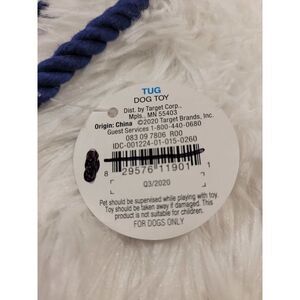 TUG
DOG TOY
Dist. by Target Corp.,
Mpls., MN 55403
Origin: China ©2020 Target Brands, Inc.
Guest Services 1-800-440-0680
083 09 7806 R00
IDC-001224-01-015-0260
8 29576 11901 1
Q3/2020
Pet should be supervised while playing with toy.
Toy should be taken away if damaged. This
product is not suitable for children.
FOR DOGS ONLY